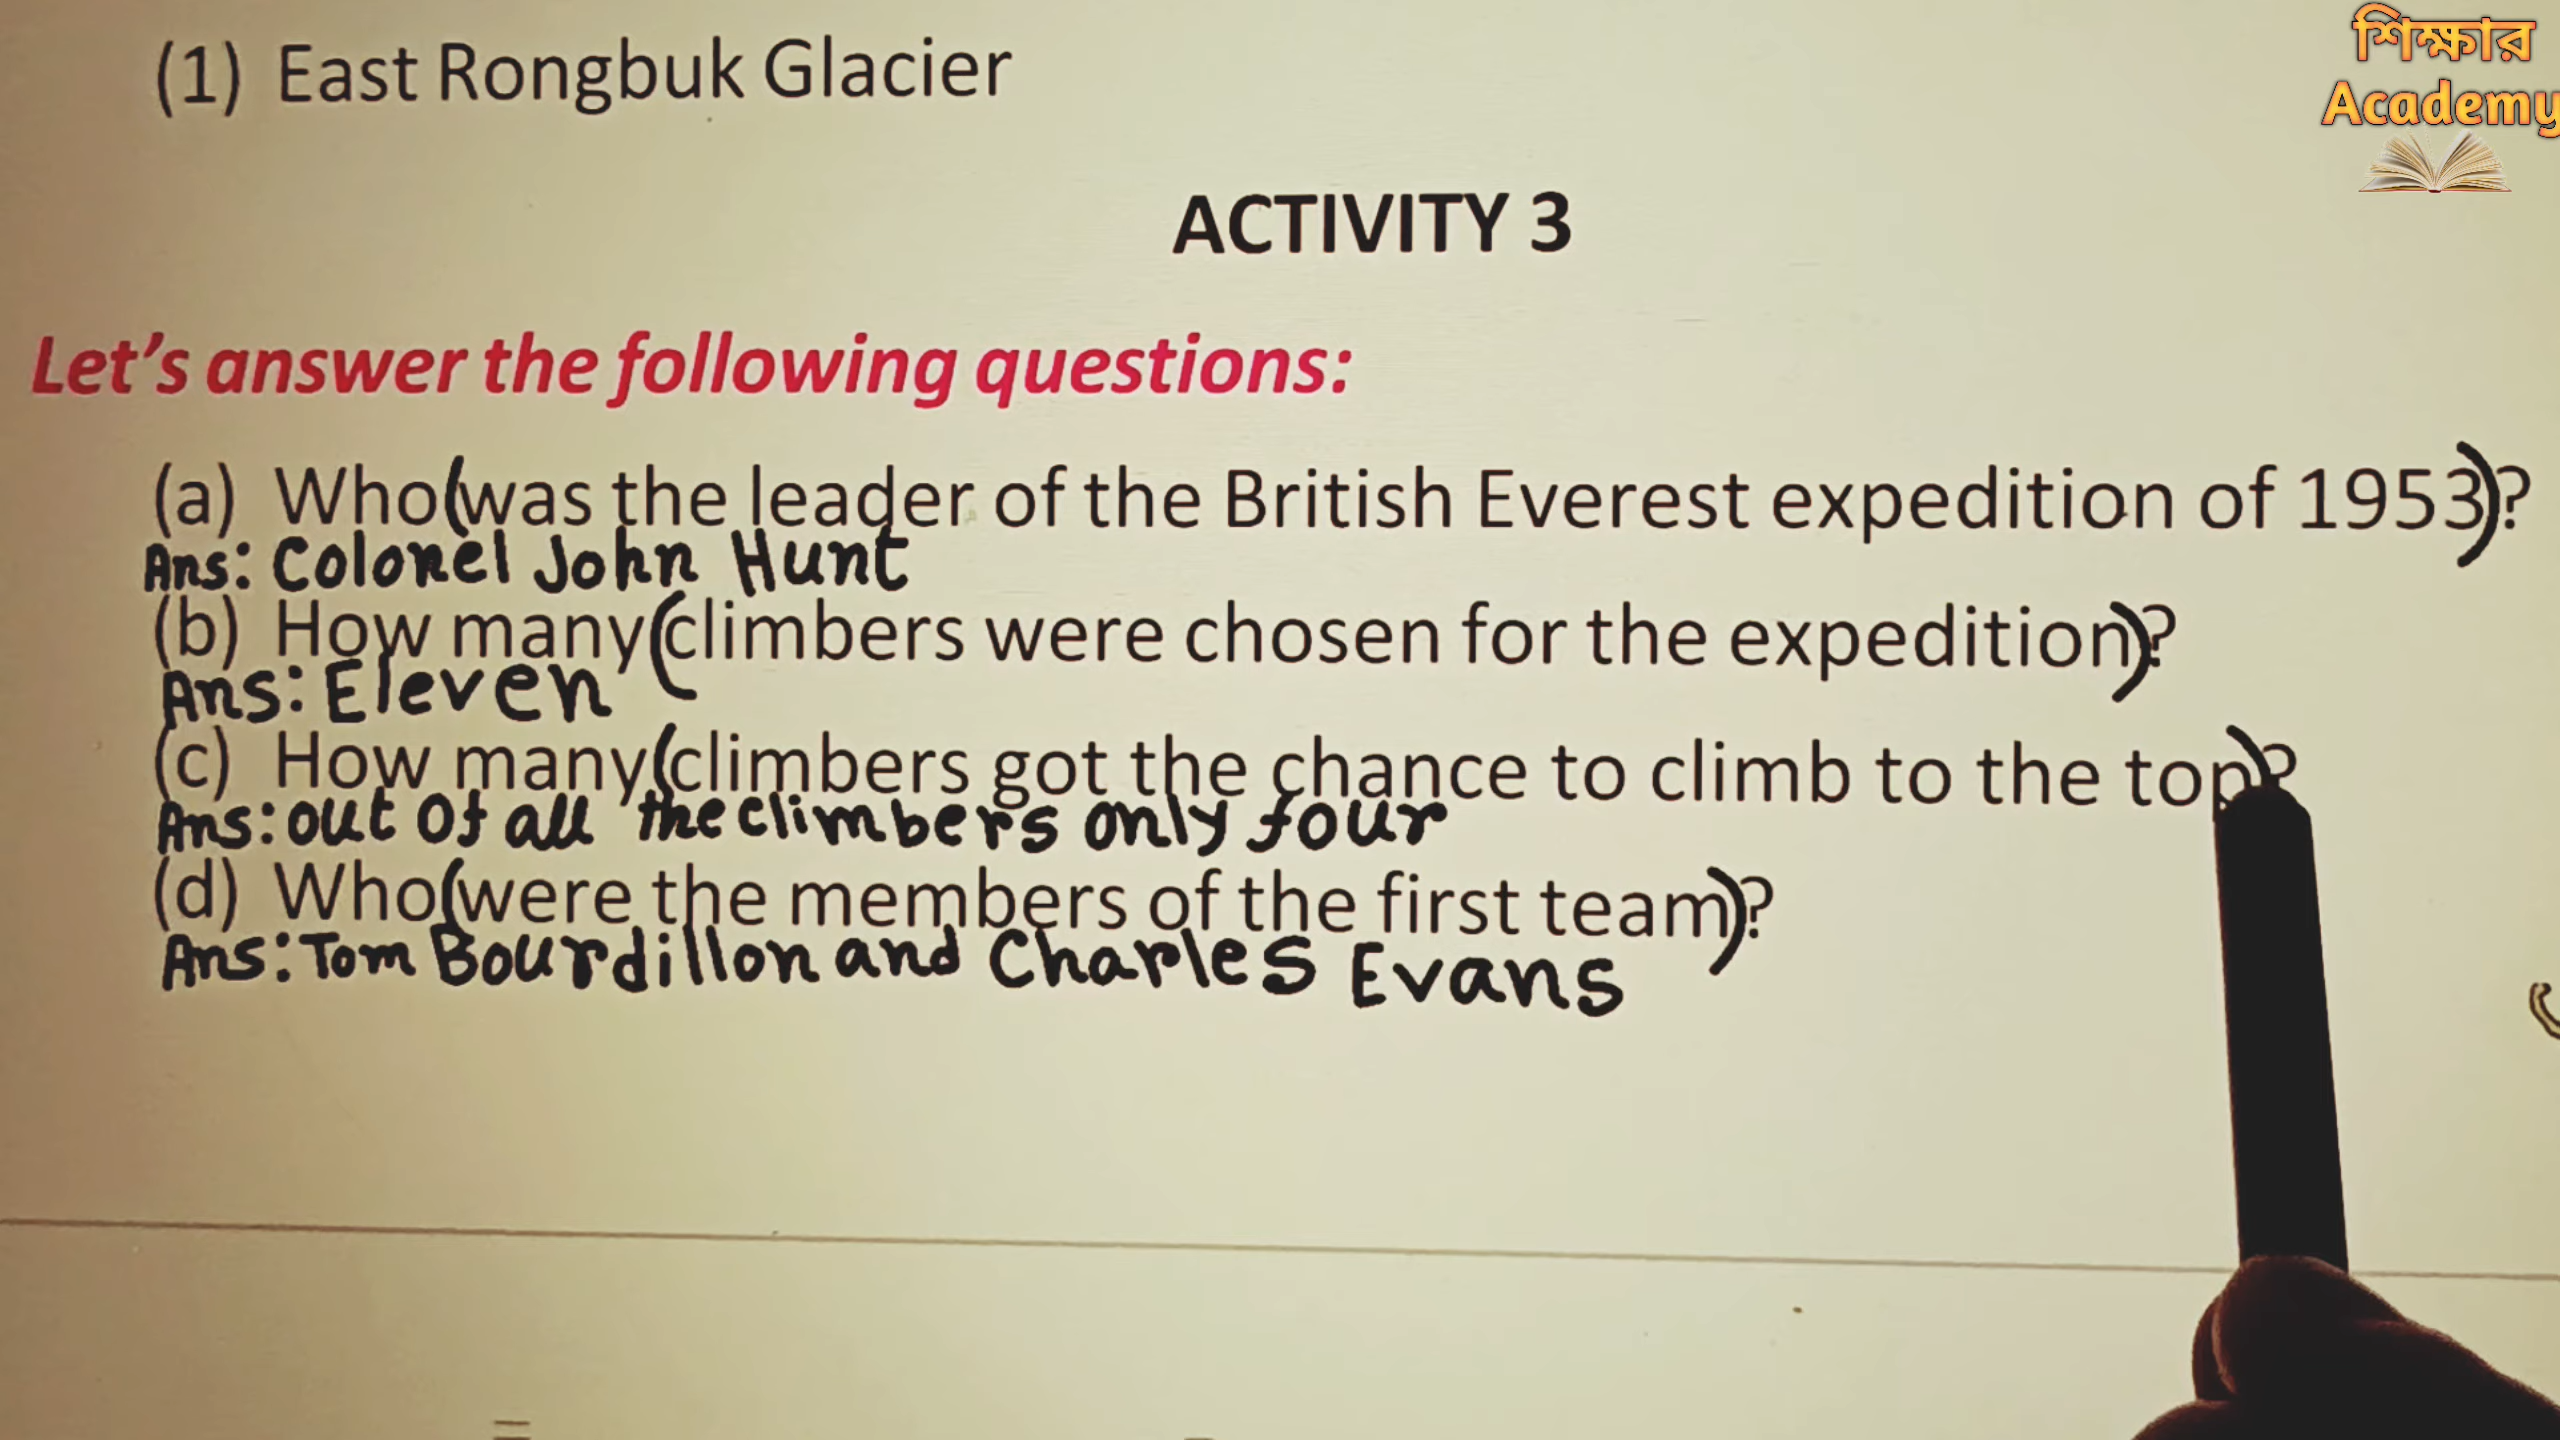 শিক্ষার
Academy
(1) East Rongbuk Glacier
ACTIVITY 3
Let's answer the following questions:
(a) Who(was the leader of the British Everest expedition of 1953)?
Ans: Colonel John Hunt
(b) How many(climbers were chosen for the expedition)?
Ans: Eleven
(c) How many(climbers got the chance to climb to the top)?
Ans: out of all the climbers only four
(d) Who(were the members of the first team)?
Ans: Tom Bourdillon and Charles Evans